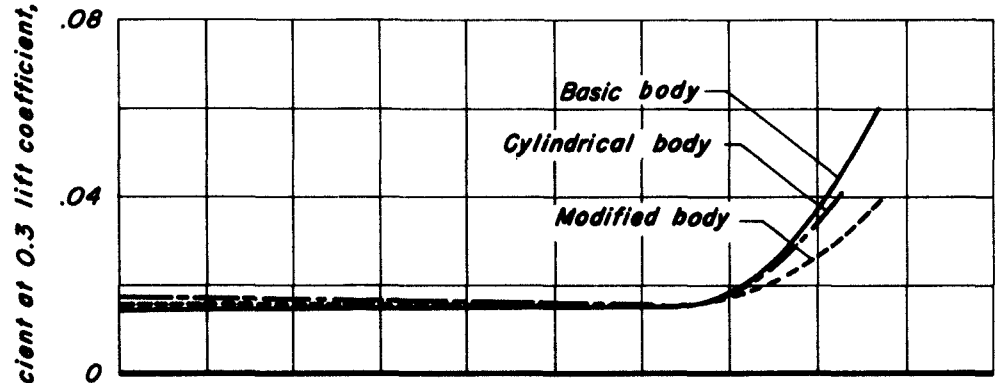 .08
Basic body
Cylindrical body
.04
Modified body
0
cient at 0.3 lift coefficient,